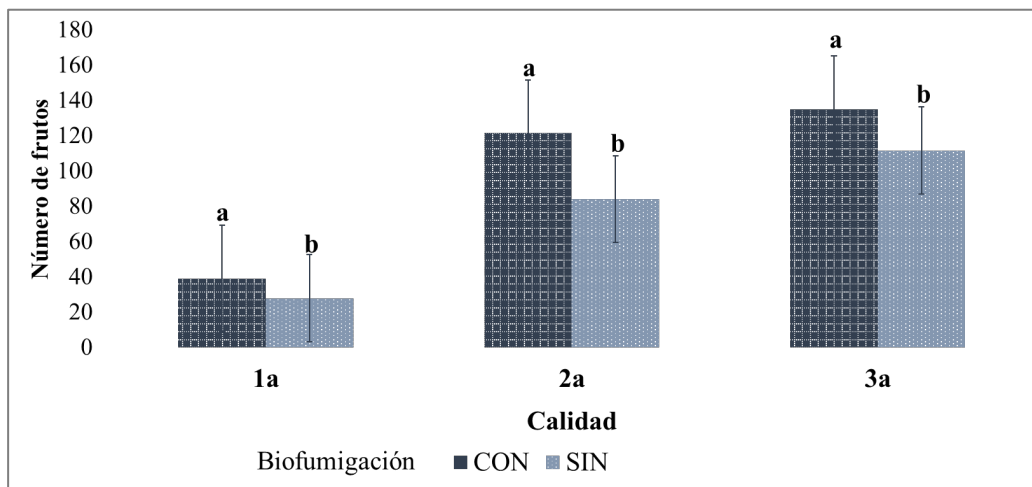 180
160
140
120
100
80
60
40
20
0
Número de frutos
a
b
a
b
a
b
1a
2a
3a
Calidad
Biofumigación CON SIN